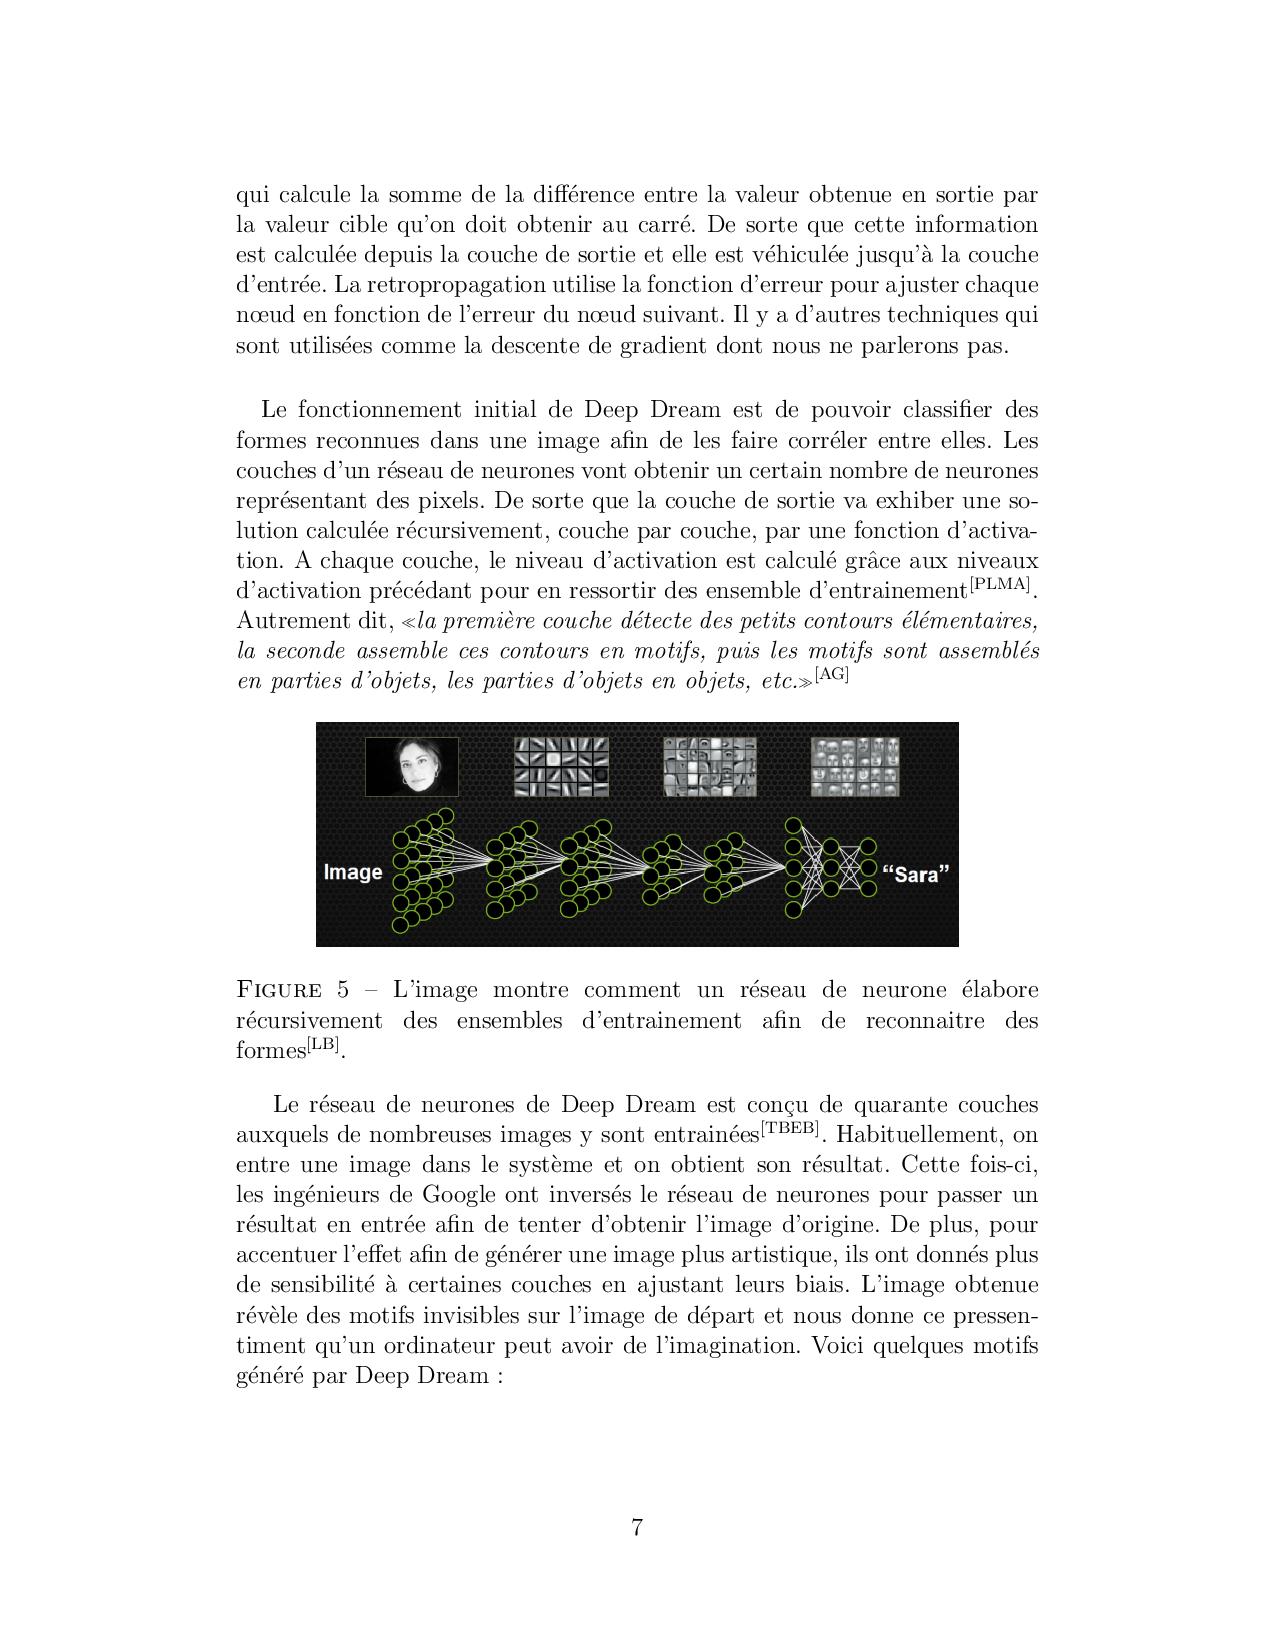 qui calcule la somme de la différence entre la valeur obtenue en sortie par
la valeur cible qu'on doit obtenir au carré. De sorte que cette information
est calculée depuis la couche de sortie et elle est véhiculée jusqu'à la couche
d'entrée. La retropropagation utilise la fonction d'erreur pour ajuster chaque
nœud en fonction de l'erreur du nœud suivant. Il y a d'autres techniques qui
sont utilisées comme la descente de gradient dont nous ne parlerons pas.
Le fonctionnement initial de Deep Dream est de pouvoir classifier des
formes reconnues dans une image afin de les faire corréler entre elles. Les
couches d'un réseau de neurones vont obtenir un certain nombre de neurones
représentant des pixels. De sorte que la couche de sortie va exhiber une so-
lution calculée récursivement, couche par couche, par une fonction d'activa-
tion. A chaque couche, le niveau d'activation est calculé grâce aux niveaux
d'activation précédant pour en ressortir des ensemble d'entrainement[PLMA].
Autrement dit, «la première couche détecte des petits contours élémentaires,
la seconde assemble ces contours en motifs, puis les motifs sont assemblés
en parties d'objets, les parties d'objets en objets, etc.»[AG]
Image
“Sara”
FIGURE 5 – L'image montre comment un réseau de neurone élabore
récursivement des ensembles d'entrainement afin de reconnaitre des
formes[LB].
Le réseau de neurones de Deep Dream est conçu de quarante couches
auxquels de nombreuses images y sont entrainées[TBEB]. Habituellement, on
entre une image dans le système et on obtient son résultat. Cette fois-ci,
les ingénieurs de Google ont inversés le réseau de neurones pour passer un
résultat en entrée afin de tenter d'obtenir l'image d'origine. De plus, pour
accentuer l'effet afin de générer une image plus artistique, ils ont donnés plus
de sensibilité à certaines couches en ajustant leurs biais. L'image obtenue
révèle des motifs invisibles sur l'image de départ et nous donne ce pressen-
timent qu'un ordinateur peut avoir de l'imagination. Voici quelques motifs
généré par Deep Dream :
7